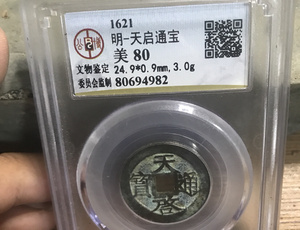 1621
明-天启通宝
美 80
文物鉴定 24.9*0.9mm, 3.0g
委员会监制 80694982
天啓通寶